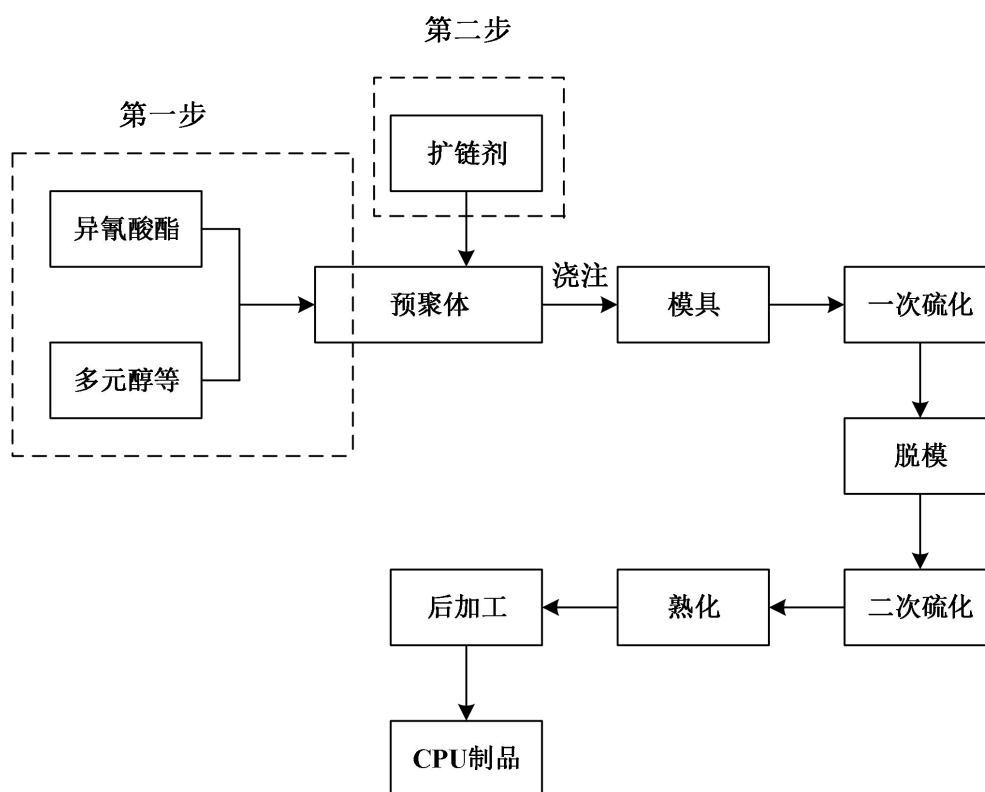 第二步
第一步
扩链剂
异氰酸酯
浇注
预聚体
模具
一次硫化
多元醇等
脱模
后加工
熟化
二次硫化
CPU制品